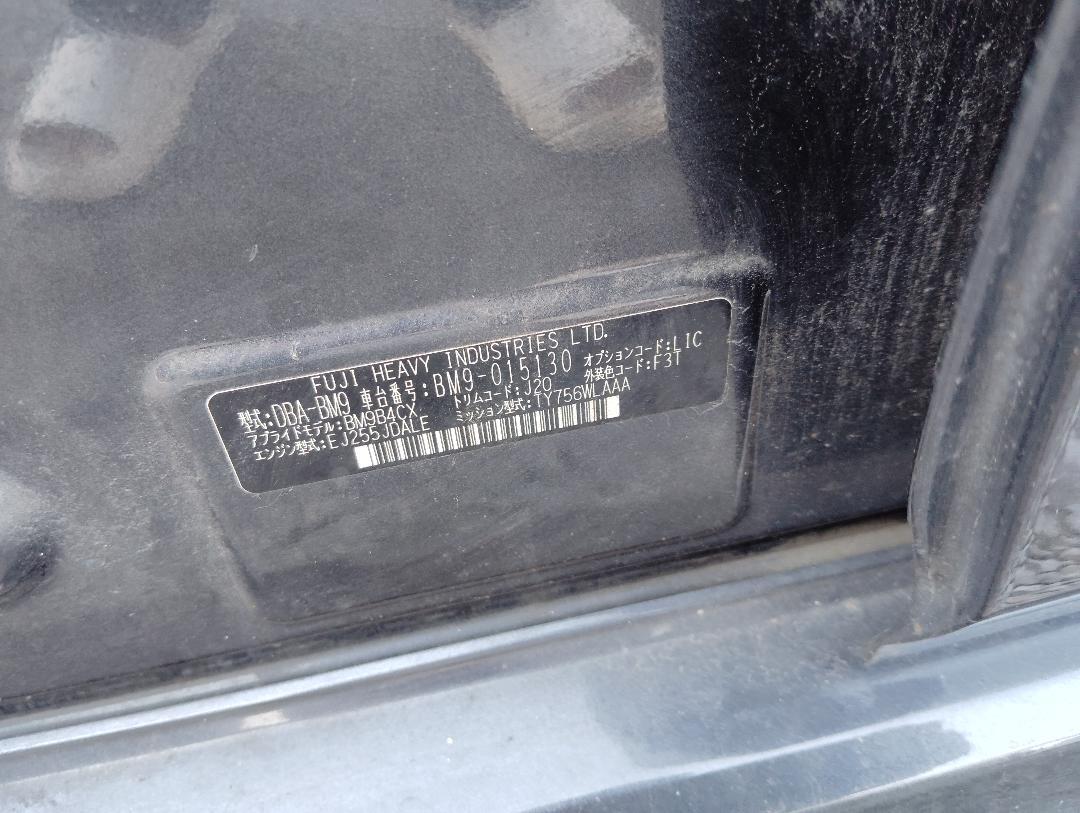 FUJI HEAVY INDUSTRIES LTD.
型式:DBA-BM9 車台番号:BM9-015130 オプションコード:LIC
アプライドモデル:BM9B4CX トリムコード:J20 外装色コード:F3T
エンジン型式:EJ255JDALE ミッション型式:TY756WLAAA